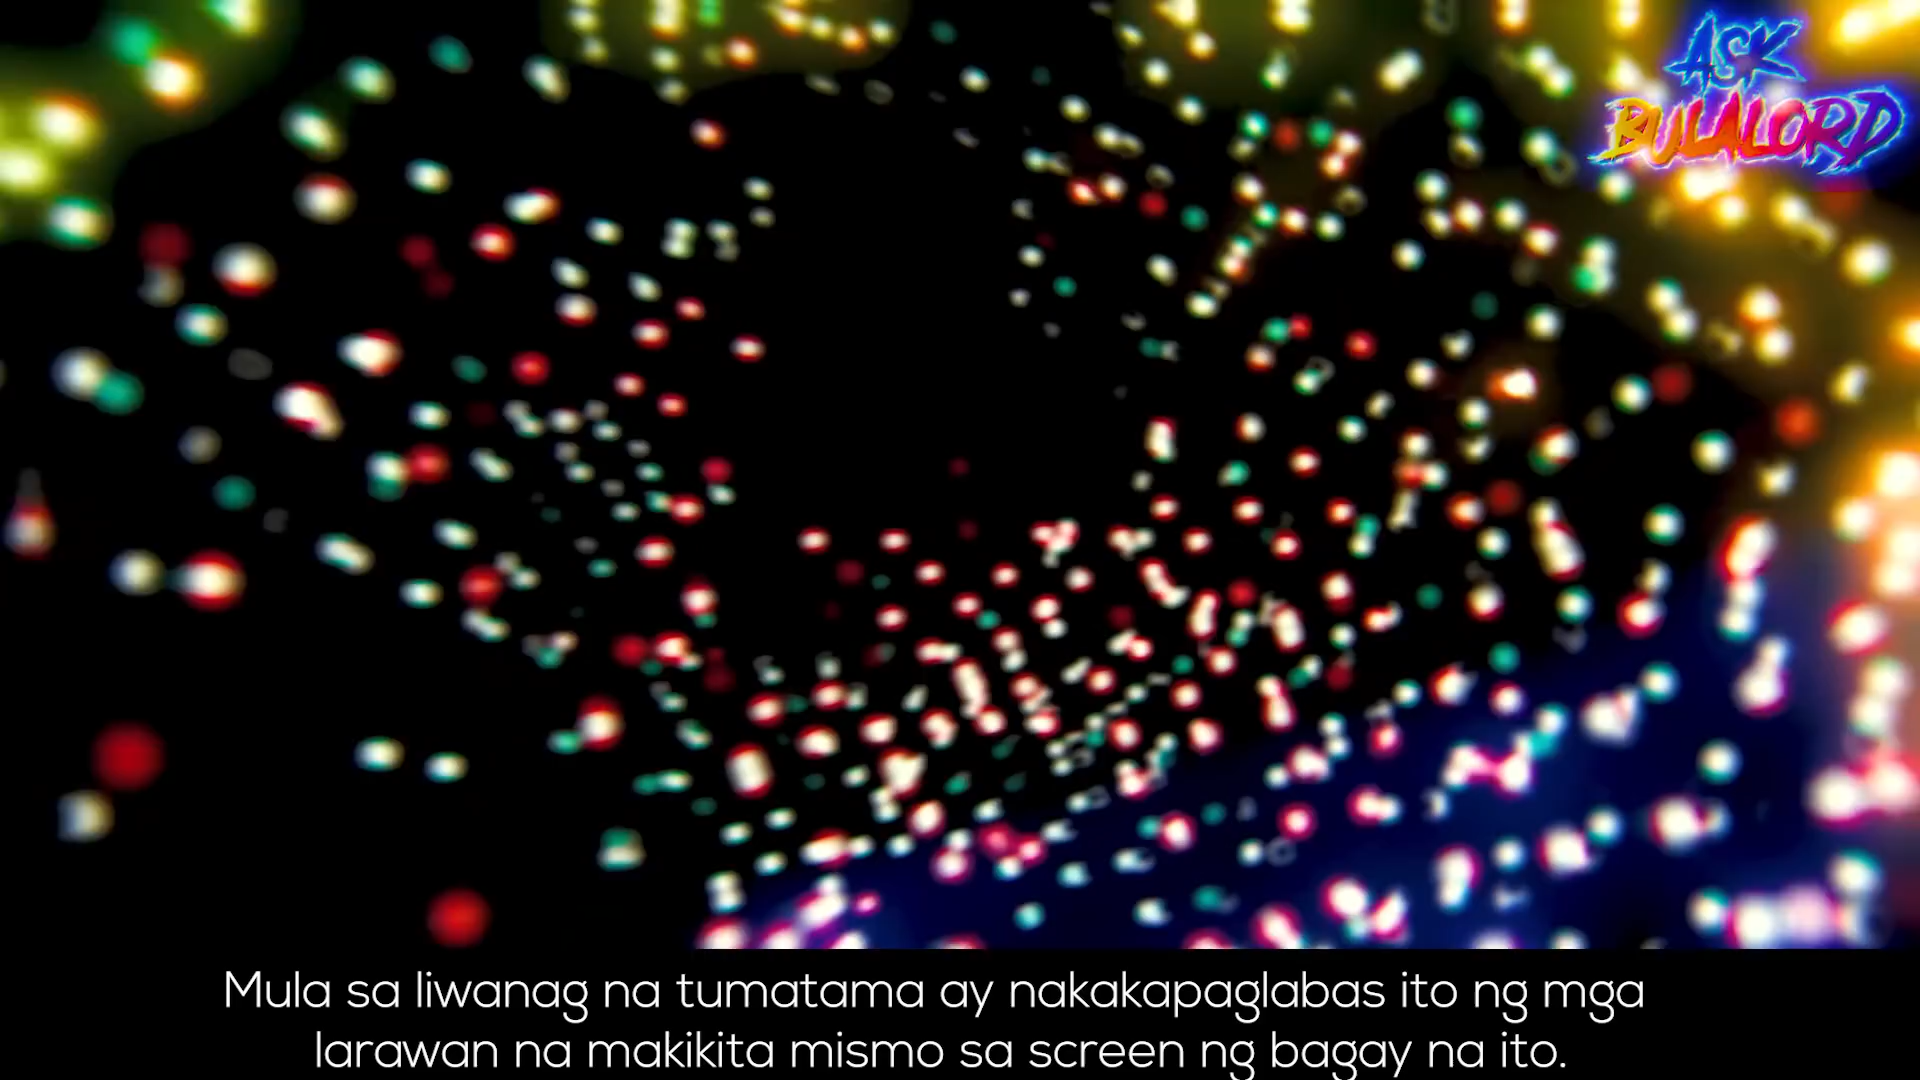 ASK
BULALORD
Mula sa liwanag na tumatama ay nakakapaglabas ito ng mga
larawan na makikita mismo sa screen ng bagay na ito.